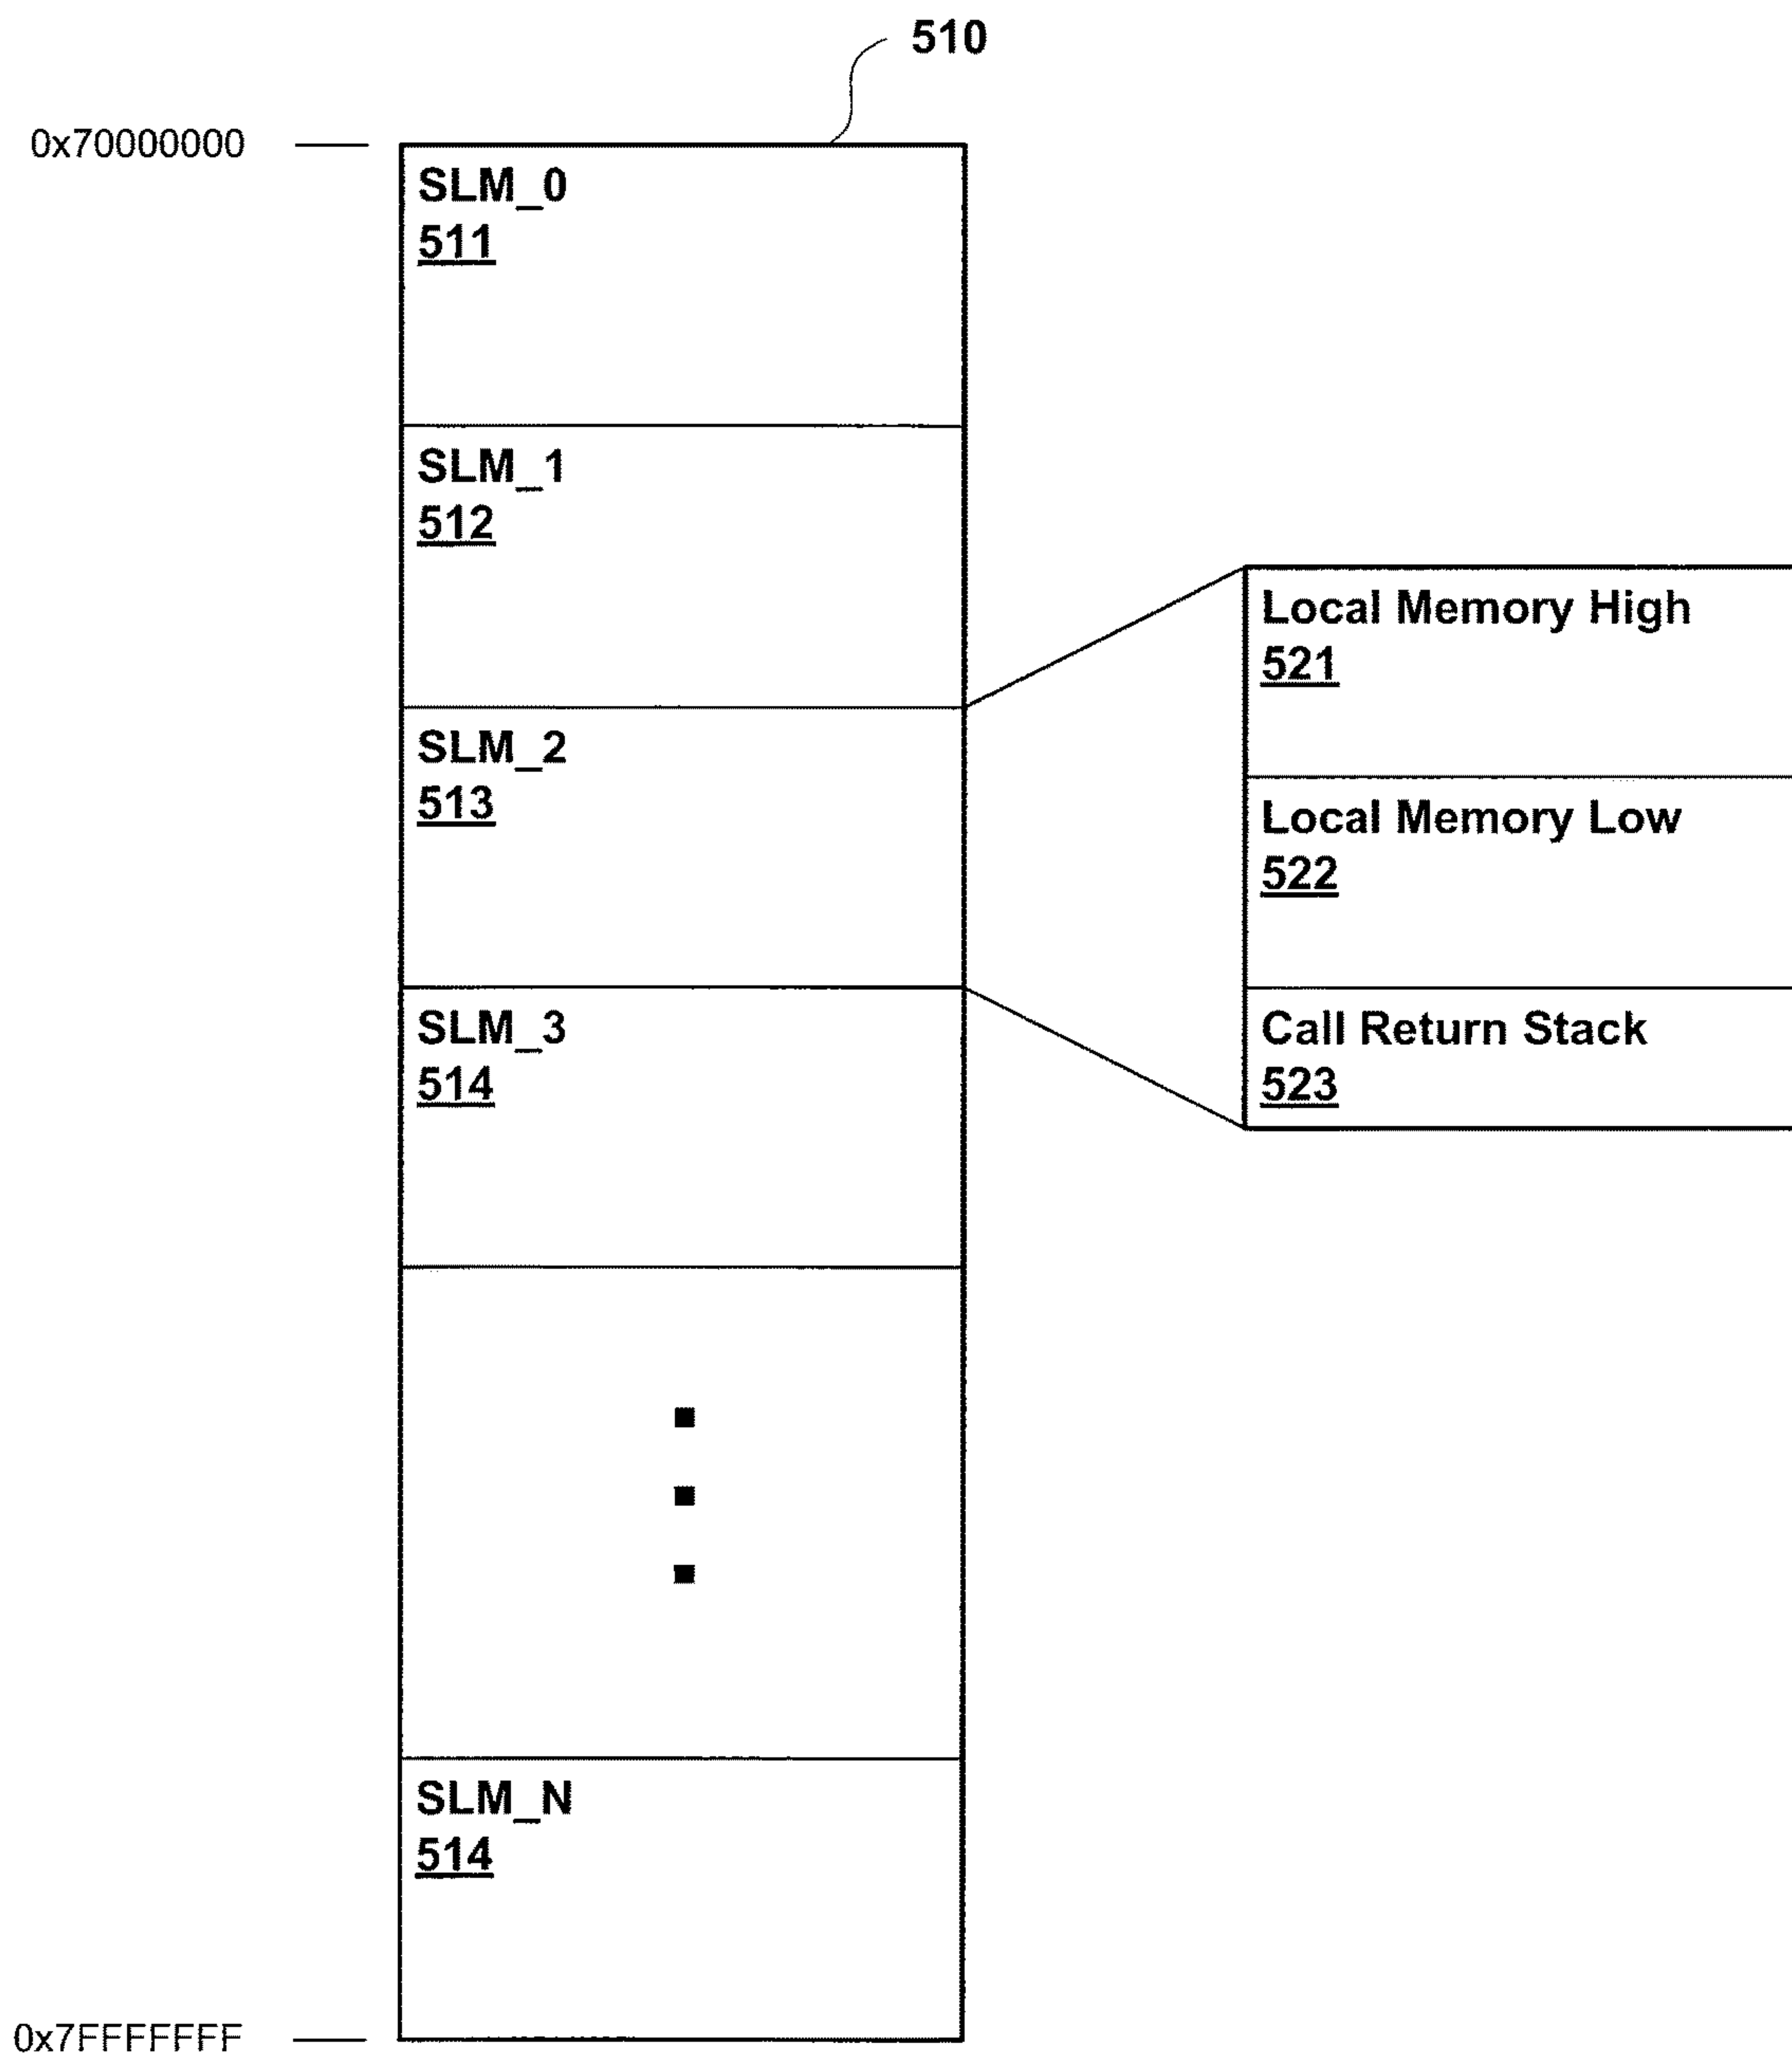 510
0x70000000
SLM_0
511
SLM_1
512
SLM_2
513
SLM_3
514
SLM_N
514
0x7FFFFFFF
Local Memory High
521
Local Memory Low
522
Call Return Stack
523